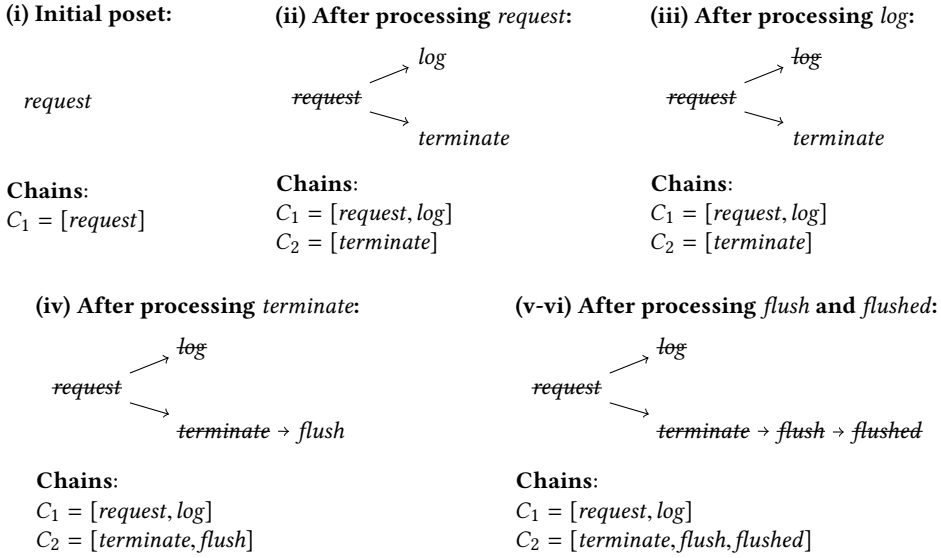 (i) Initial poset:
request
Chains:
C₁ = [request]
(ii) After processing request:
log
request
terminate
Chains:
C₁ = [request, log]
C₂ = [terminate]
(iii) After processing log:
log
request
terminate
Chains:
C₁ = [request, log]
C₂ = [terminate]
(iv) After processing terminate:
log
request
terminate → flush
Chains:
C₁ = [request, log]
C₂ = [terminate, flush]
(v-vi) After processing flush and flushed:
log
request
terminate → flush → flushed
Chains:
C₁ = [request, log]
C₂ = [terminate, flush, flushed]